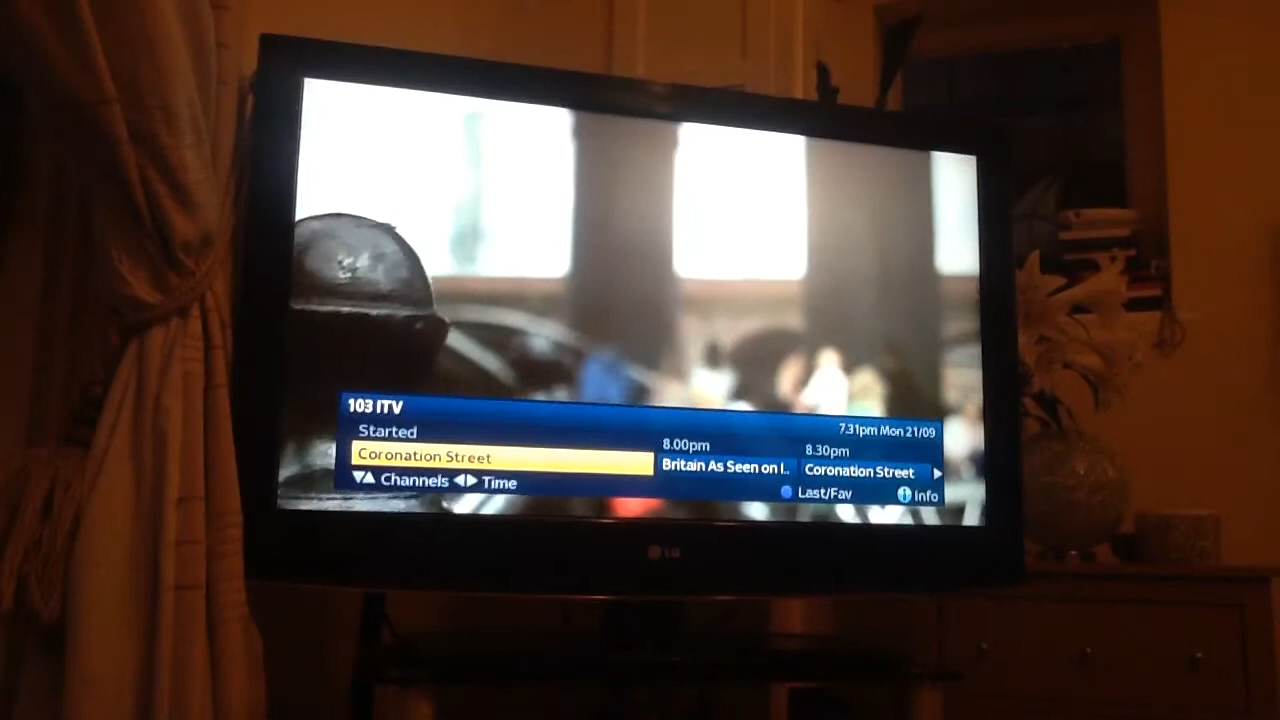 103 ITV
7.31pm Mon 21/09
Started
8.00pm
8.30pm
Coronation Street
Britain As Seen on I..
Coronation Street
Channels
Time
Last/Fav
Info
LG